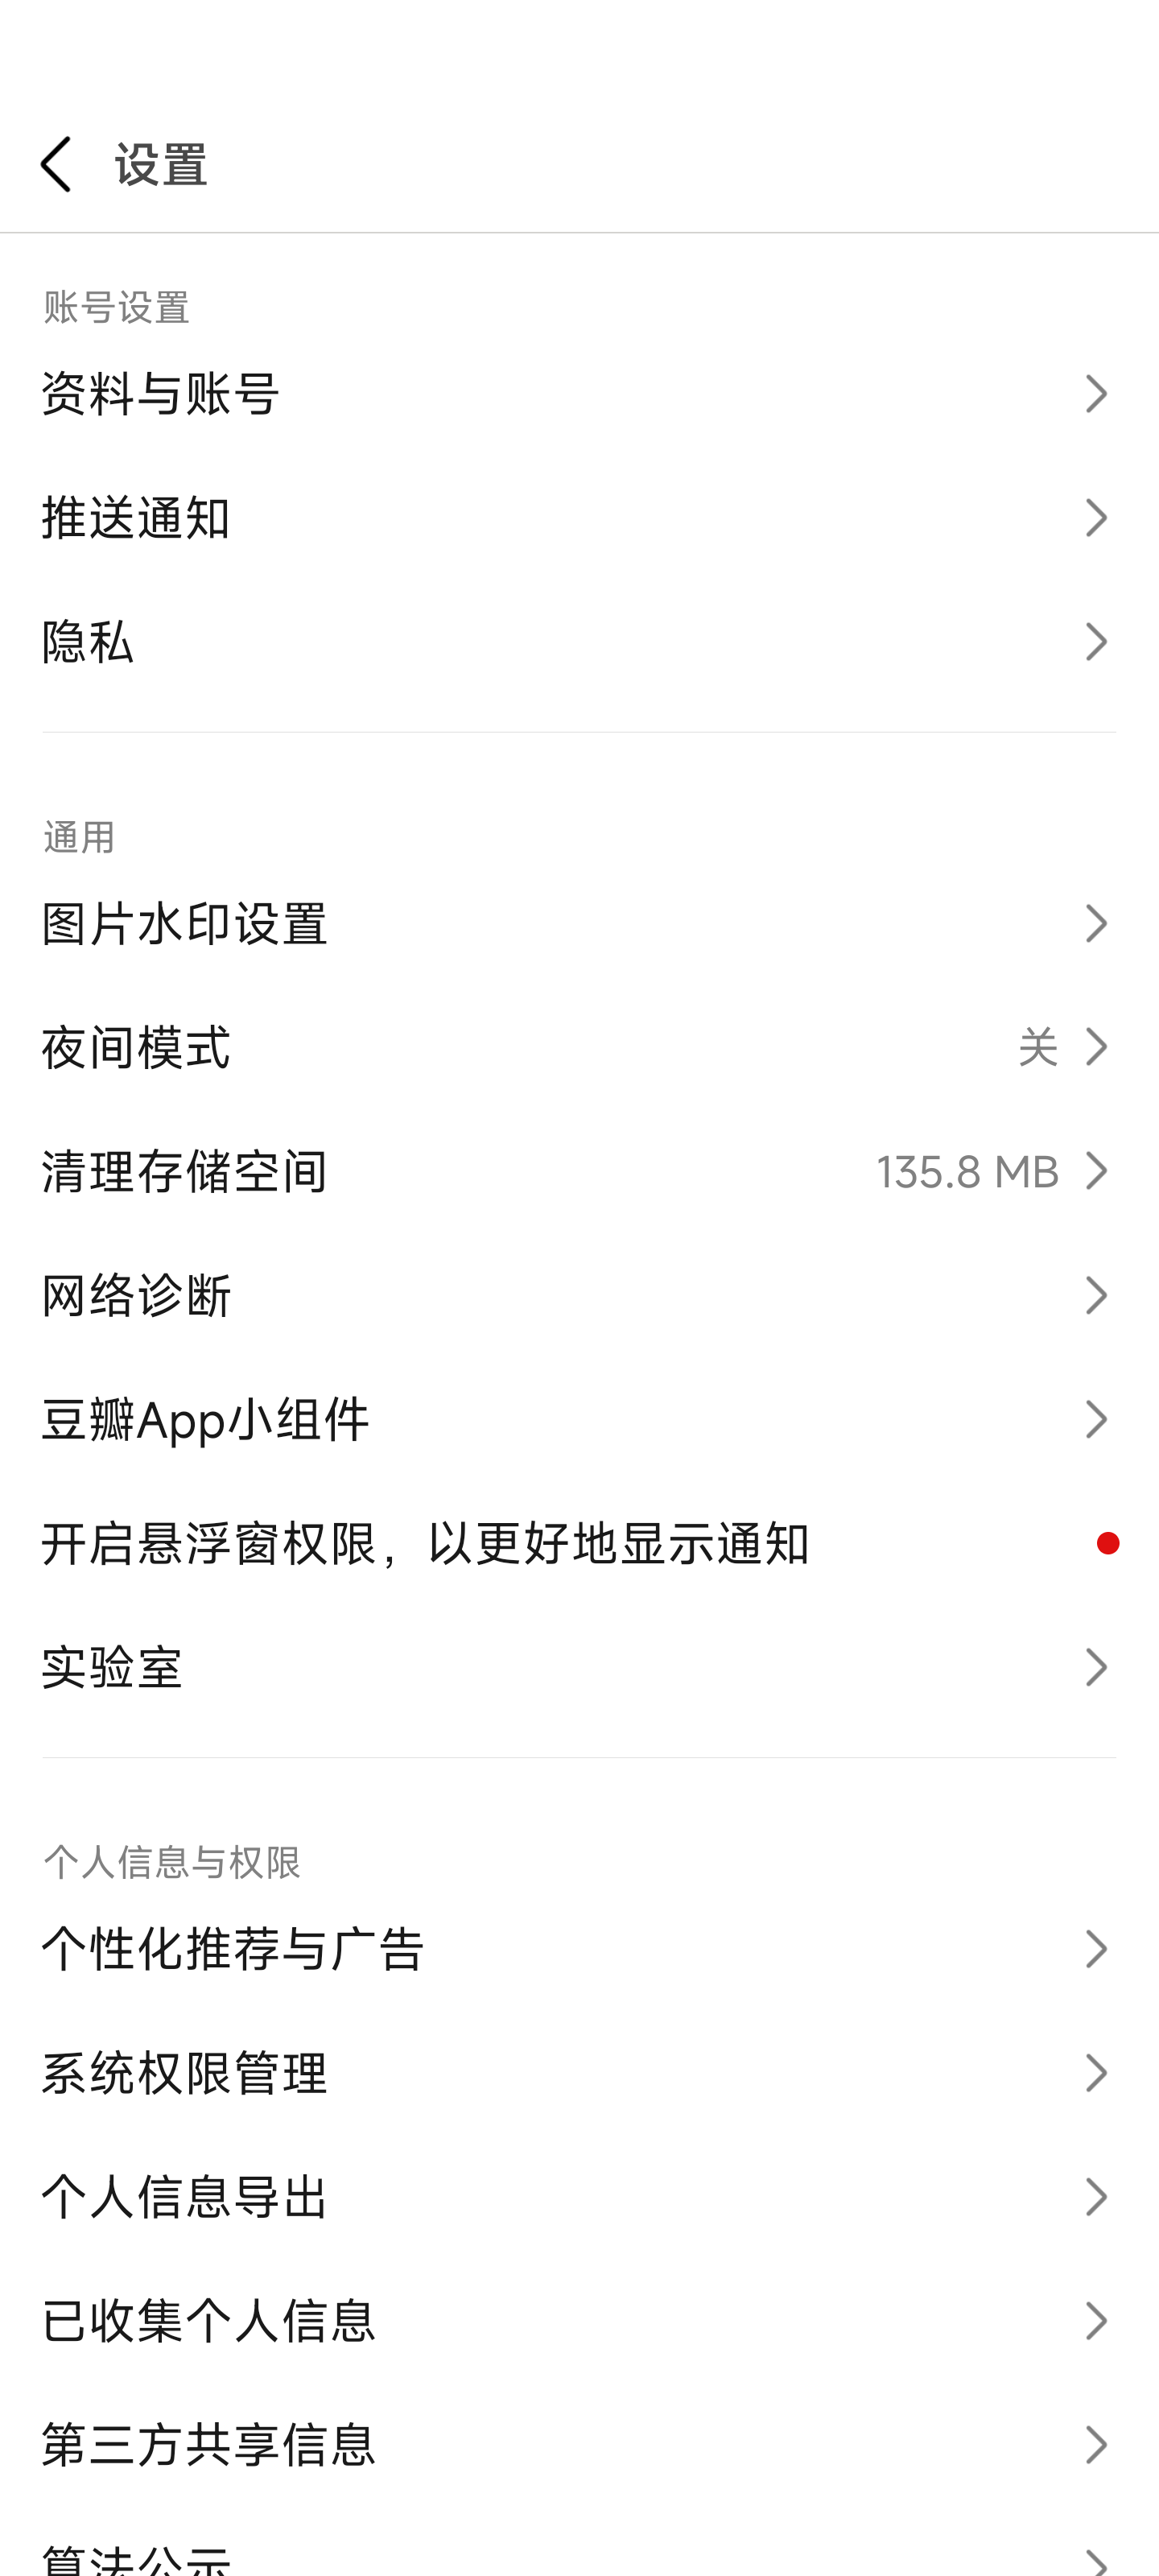 设置
账号设置
资料与账号
推送通知
隐私
通用
图片水印设置
夜间模式 关
清理存储空间 135.8 MB
网络诊断
豆瓣App小组件
开启悬浮窗权限，以更好地显示通知
实验室
个人信息与权限
个性化推荐与广告
系统权限管理
个人信息导出
已收集个人信息
第三方共享信息
算法公示